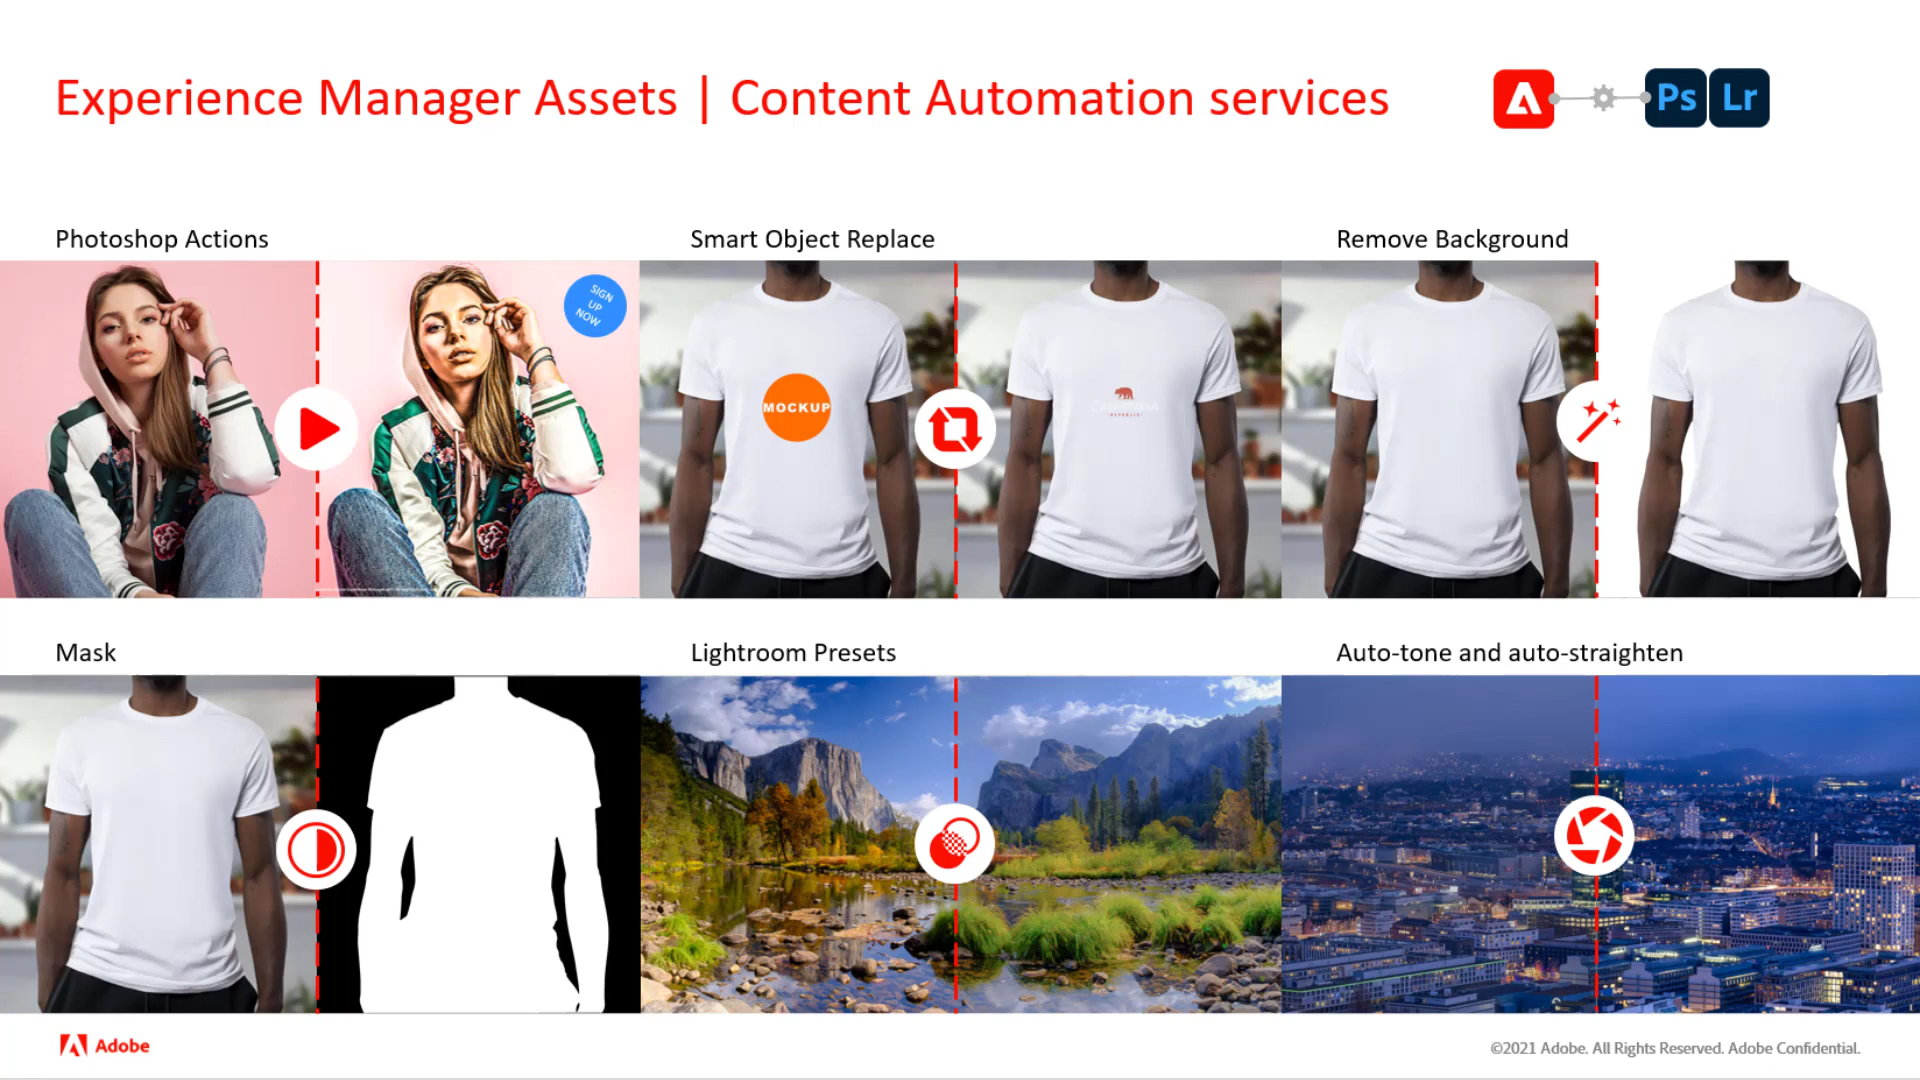 Experience Manager Assets | Content Automation services
Ps Lr
Photoshop Actions
Smart Object Replace
Remove Background
SIGN
UP
NOW
MOCKUP
Mask
Lightroom Presets
Auto-tone and auto-straighten
Adobe
©2021 Adobe. All Rights Reserved. Adobe Confidential.